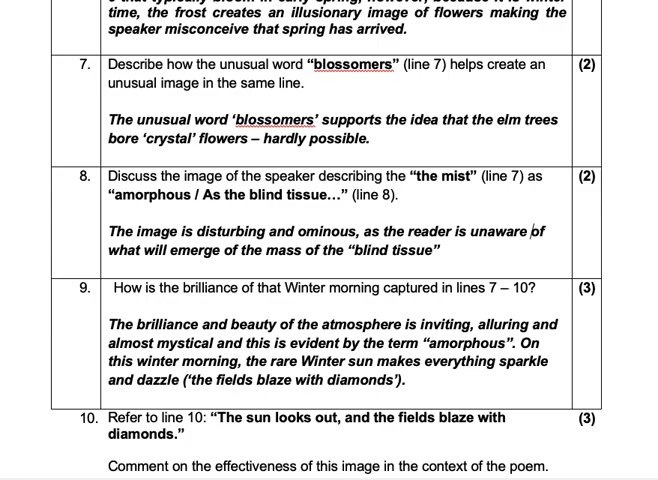 time, the frost creates an illusionary image of flowers making the
speaker misconceive that spring has arrived.
7. Describe how the unusual word “blossomers” (line 7) helps create an (2)
unusual image in the same line.
The unusual word ‘blossomers’ supports the idea that the elm trees
bore ‘crystal’ flowers – hardly possible.
8. Discuss the image of the speaker describing the “the mist” (line 7) as (2)
“amorphous / As the blind tissue…” (line 8).
The image is disturbing and ominous, as the reader is unaware of
what will emerge of the mass of the “blind tissue”
9. How is the brilliance of that Winter morning captured in lines 7 – 10? (3)
The brilliance and beauty of the atmosphere is inviting, alluring and
almost mystical and this is evident by the term “amorphous”. On
this winter morning, the rare Winter sun makes everything sparkle
and dazzle (‘the fields blaze with diamonds’).
10. Refer to line 10: “The sun looks out, and the fields blaze with (3)
diamonds.”
Comment on the effectiveness of this image in the context of the poem.